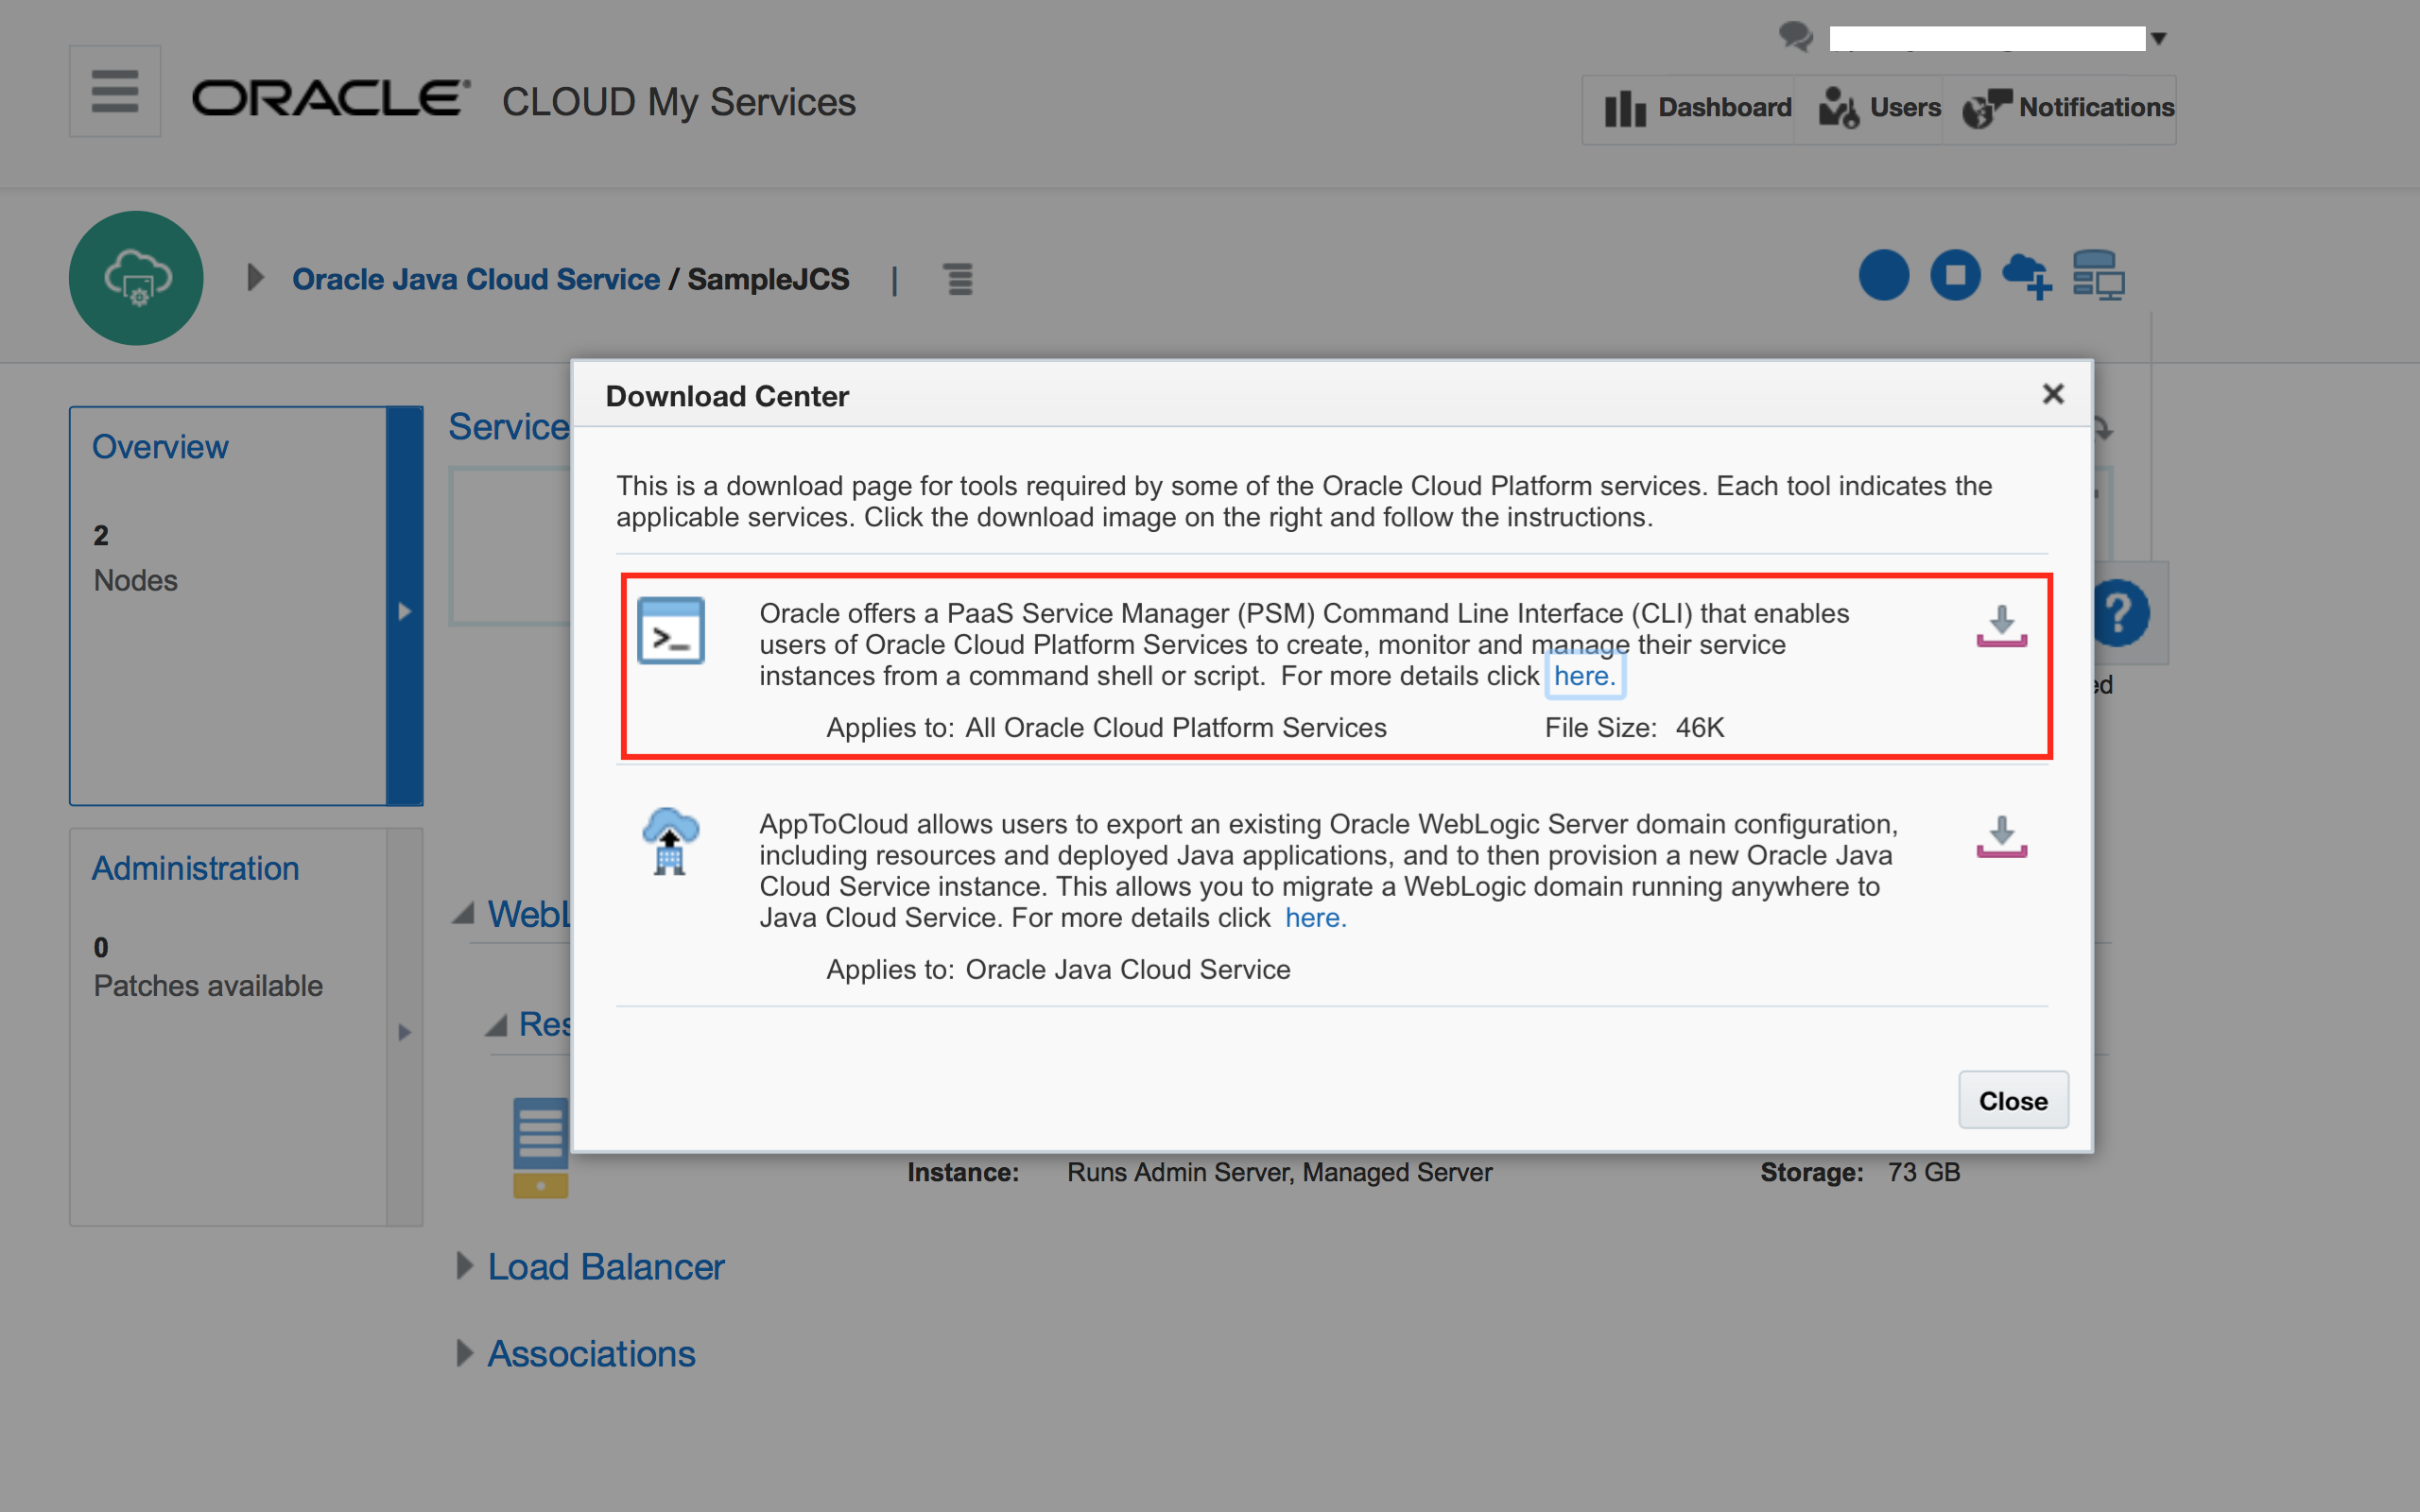 ORACLE CLOUD My Services
Dashboard Users Notifications
Oracle Java Cloud Service / SampleJCS |
Overview
2
Nodes
Administration
0
Patches available
Service
Download Center
This is a download page for tools required by some of the Oracle Cloud Platform services. Each tool indicates the
applicable services. Click the download image on the right and follow the instructions.
>_
Oracle offers a PaaS Service Manager (PSM) Command Line Interface (CLI) that enables
users of Oracle Cloud Platform Services to create, monitor and manage their service
instances from a command shell or script. For more details click here.
Applies to: All Oracle Cloud Platform Services File Size: 46K
?
AppToCloud allows users to export an existing Oracle WebLogic Server domain configuration,
including resources and deployed Java applications, and to then provision a new Oracle Java
Cloud Service instance. This allows you to migrate a WebLogic domain running anywhere to
Java Cloud Service. For more details click here.
Applies to: Oracle Java Cloud Service
Close
Instance: Runs Admin Server, Managed Server Storage: 73 GB
Load Balancer
Associations